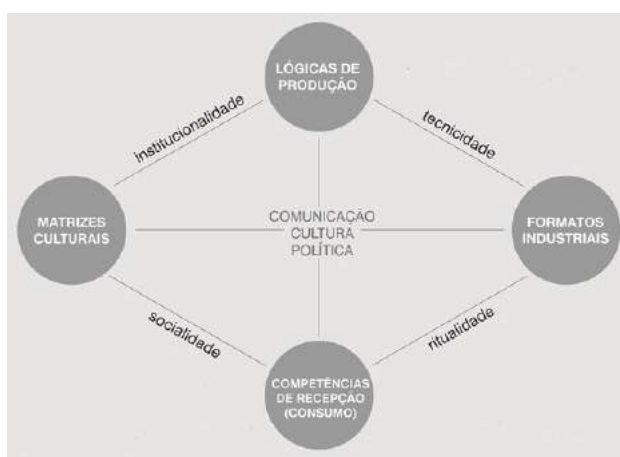 LÓGICAS DE
PRODUÇÃO
institucionalidade
tecnicidade
MATRIZES
CULTURAIS
COMUNICAÇÃO
CULTURA
POLÍTICA
FORMATOS
INDUSTRIAIS
socialidade
ritualidade
COMPETÊNCIAS
DE RECEPÇÃO
(CONSUMO)